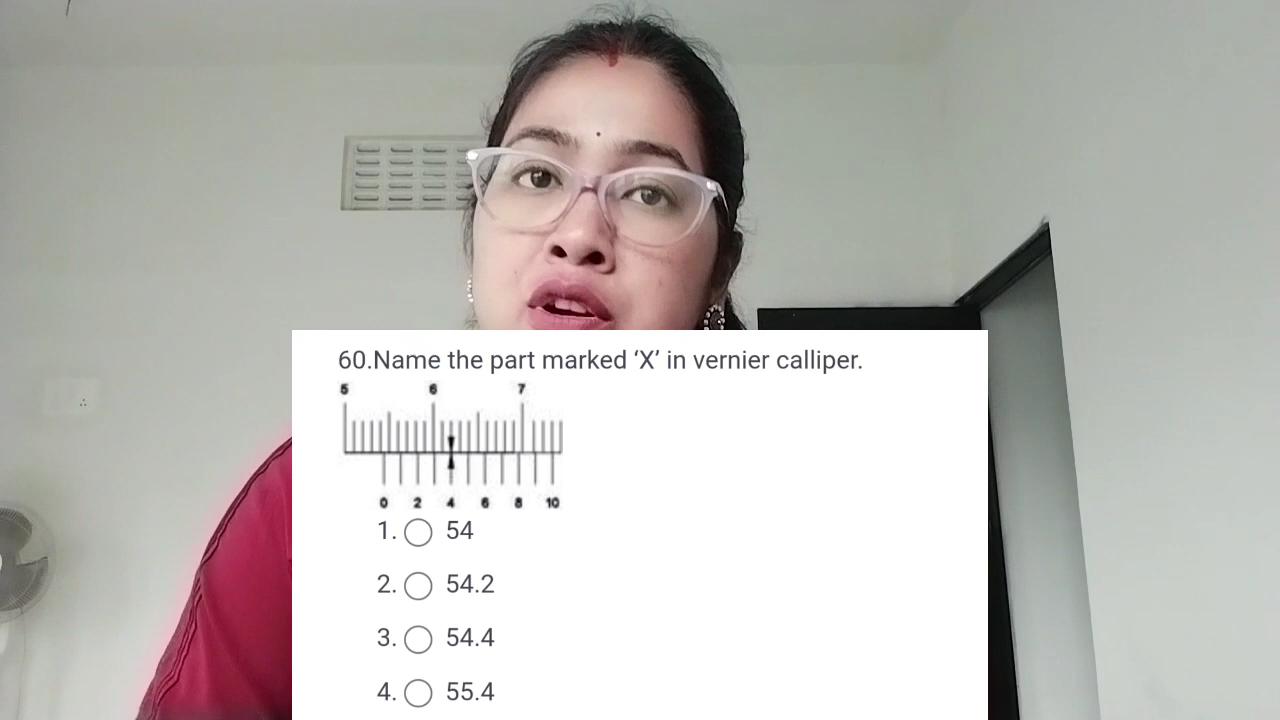 60.Name the part marked ‘X’ in vernier calliper.
5 6 7
0 2 4 6 8 10
1. 54
2. 54.2
3. 54.4
4. 55.4